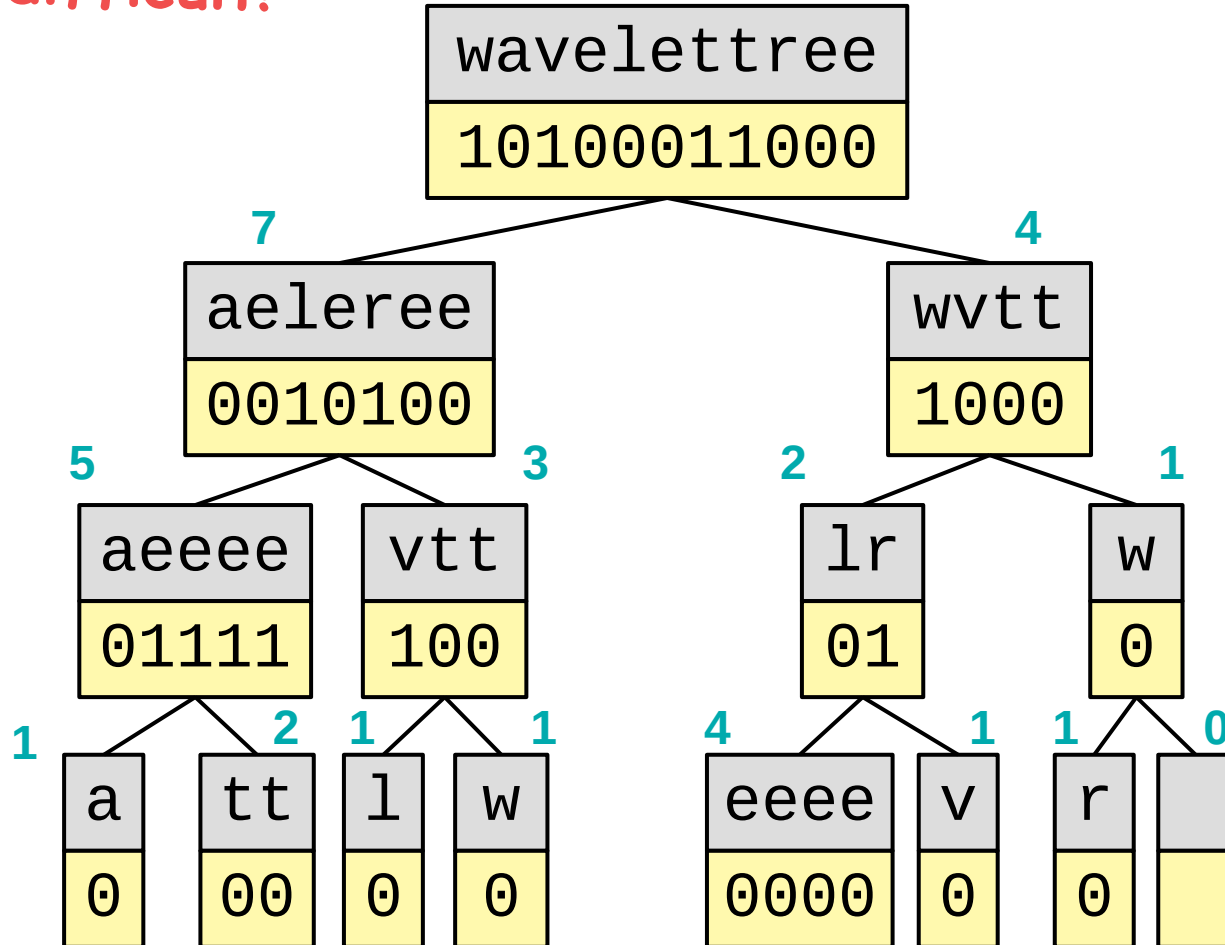 wavelettree
10100011000
7 4
aeleree wvtt
0010100 1000
5 3 2 1
aeeee vtt lr w
01111 100 01 0
1 2 1 1 4 1 1 0
a tt l w eeee v r
0 00 0 0 0000 0 0